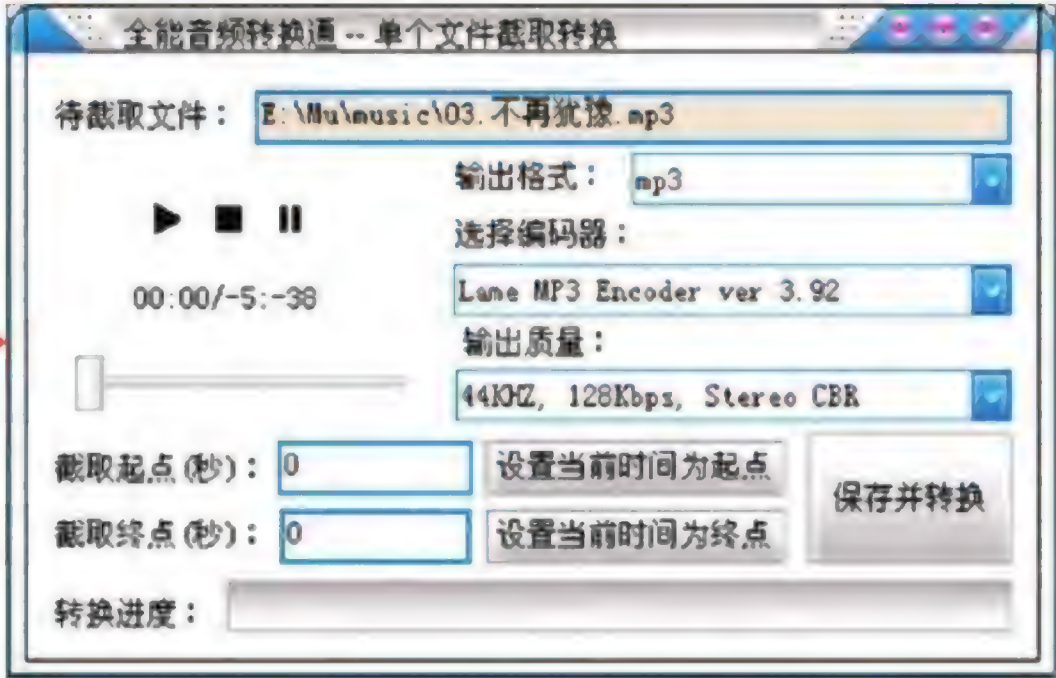 全能音频转换通 -- 单个文件截取转换
待截取文件： E:\Mu\music\03.不再犹豫.mp3
输出格式： mp3
选择编码器：
00:00/-5:-38
Lame MP3 Encoder ver 3.92
输出质量：
44KHZ, 128Kbps, Stereo CBR
截取起点(秒)： 0 设置当前时间为起点
保存并转换
截取终点(秒)： 0 设置当前时间为终点
转换进度：